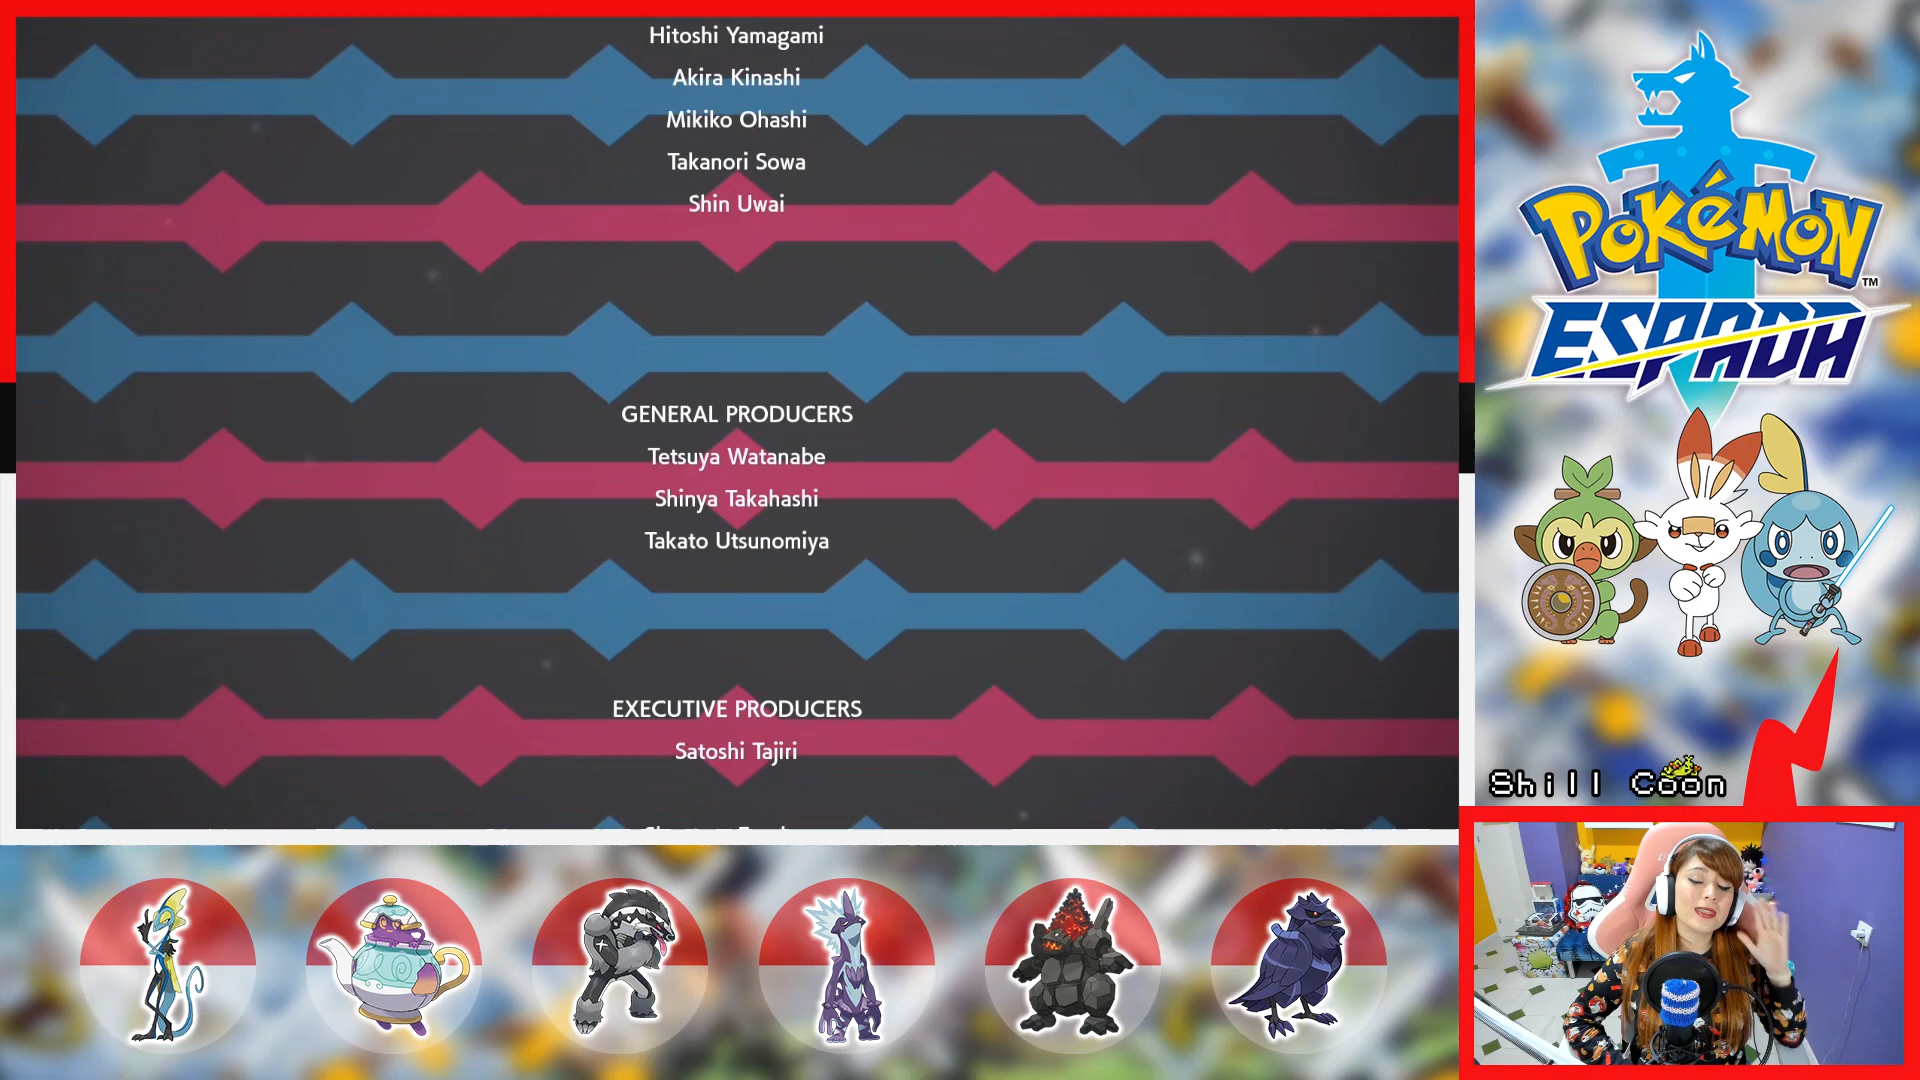 Hitoshi Yamagami
Akira Kinashi
Mikiko Ohashi
Takanori Sowa
Shin Uwai
GENERAL PRODUCERS
Tetsuya Watanabe
Shinya Takahashi
Takato Utsunomiya
EXECUTIVE PRODUCERS
Satoshi Tajiri
POKéMON
TM
ESPADA
Shill Coon